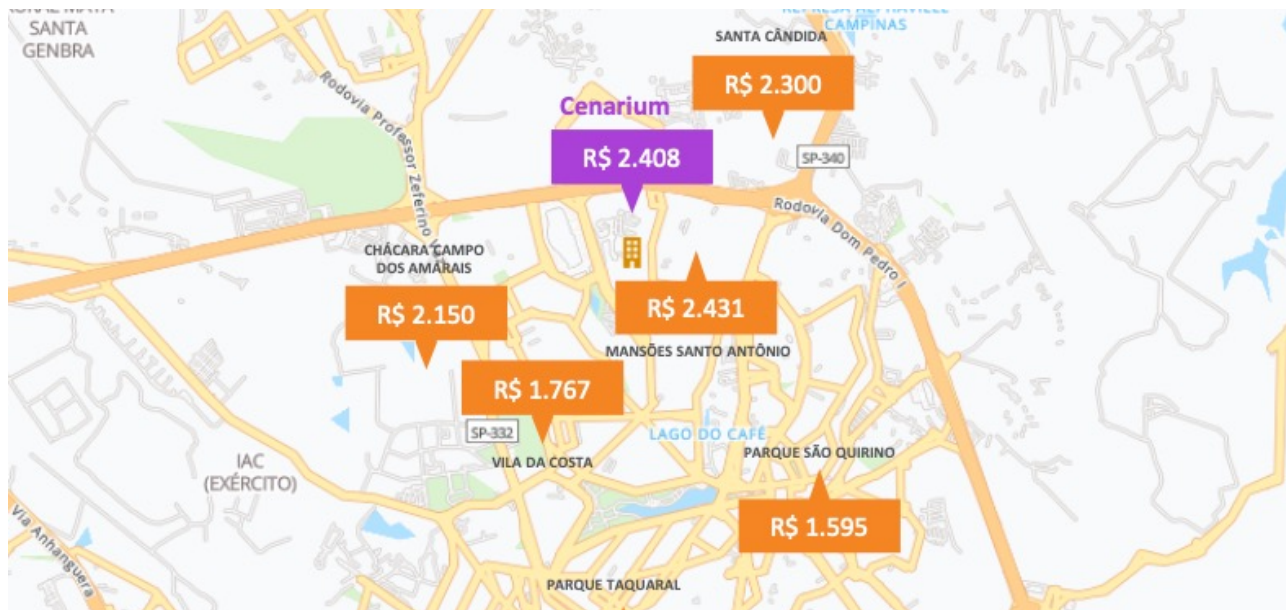 SANTA
GENBRA
CAMPINAS
SANTA CÂNDIDA
R$ 2.300
Cenarium
R$ 2.408
SP-340
Rodovia Professor Zeferino
Rodovia Dom Pedro I
CHÁCARA CAMPO
DOS AMARAIS
R$ 2.150
R$ 2.431
MANSÕES SANTO ANTÔNIO
R$ 1.767
SP-332
LAGO DO CAFÉ
VILA DA COSTA
PARQUE SÃO QUIRINO
IAC
(EXÉRCITO)
R$ 1.595
Via Anhanguera
PARQUE TAQUARAL